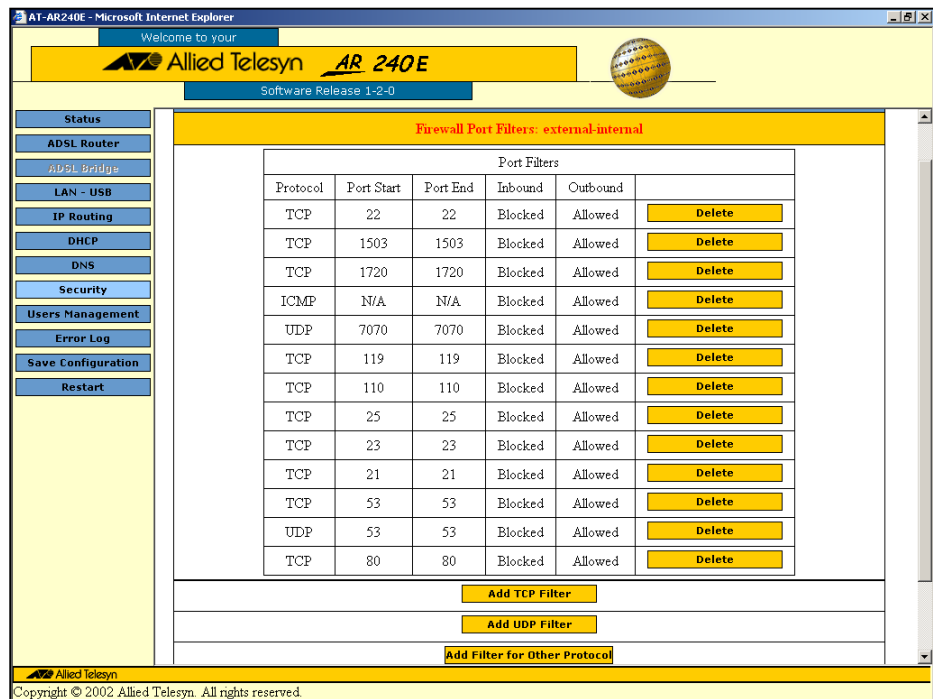 AT-AR240E - Microsoft Internet Explorer
Welcome to your
Allied Telesyn AR 240E
Software Release 1-2-0
Status
ADSL Router
ADSL Bridge
LAN - USB
IP Routing
DHCP
DNS
Security
Users Management
Error Log
Save Configuration
Restart
Firewall Port Filters: external-internal
Port Filters
Protocol Port Start Port End Inbound Outbound
TCP 22 22 Blocked Allowed Delete
TCP 1503 1503 Blocked Allowed Delete
TCP 1720 1720 Blocked Allowed Delete
ICMP N/A N/A Blocked Allowed Delete
UDP 7070 7070 Blocked Allowed Delete
TCP 119 119 Blocked Allowed Delete
TCP 110 110 Blocked Allowed Delete
TCP 25 25 Blocked Allowed Delete
TCP 23 23 Blocked Allowed Delete
TCP 21 21 Blocked Allowed Delete
TCP 53 53 Blocked Allowed Delete
UDP 53 53 Blocked Allowed Delete
TCP 80 80 Blocked Allowed Delete
Add TCP Filter
Add UDP Filter
Add Filter for Other Protocol
Allied Telesyn
Copyright © 2002 Allied Telesyn. All rights reserved.